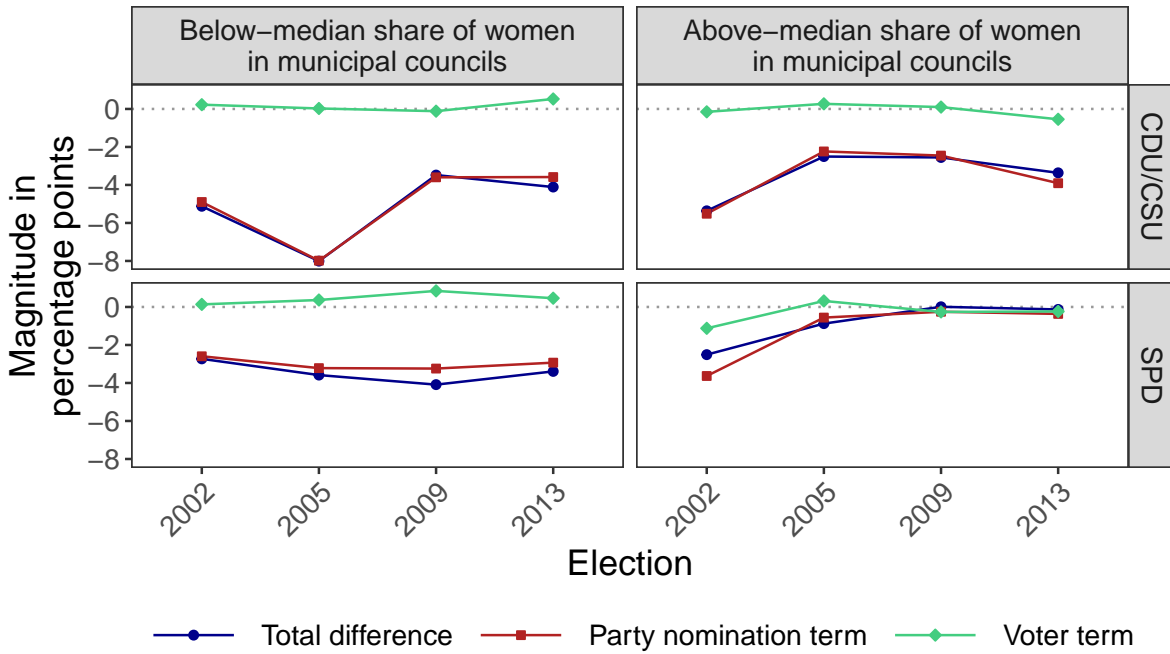 Below−median share of women
in municipal councils
Above−median share of women
in municipal councils
Magnitude in
percentage points
0
−2
−4
−6
−8
CDU/CSU
0
−2
−4
−6
−8
SPD
2002
2005
2009
2013
2002
2005
2009
2013
Election
Total difference
Party nomination term
Voter term